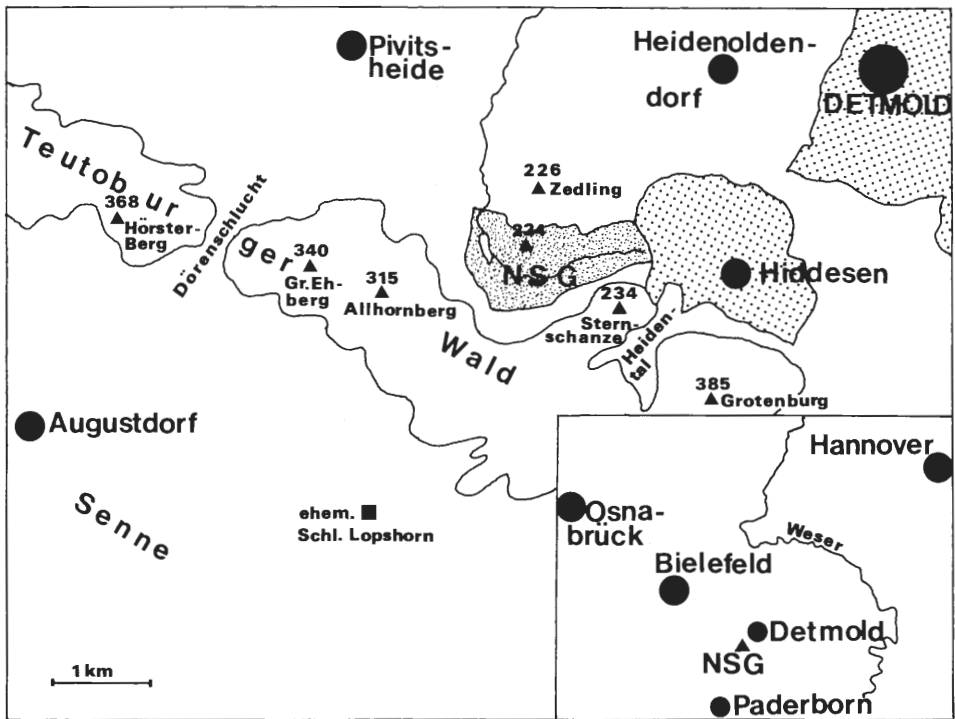 Pivits-
heide
Heidenolden-
dorf
DETMOLD
Teutobur
ger
Wald
368
Hörster-
Berg
Dörenschlucht
340
Gr.Eh-
berg
315
Allhornberg
226
Zedling
224
NSG
Hiddesen
234
Stern-
schanze
Heiden-
tal
385
Grotenburg
Augustdorf
Senne
ehem.
Schl. Lopshorn
1 km
Hannover
Osna-
brück
Weser
Bielefeld
Detmold
NSG
Paderborn